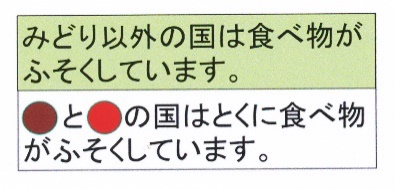 みどり以外の国は食べ物が
ふそくしています。
●と●の国はとくに食べ物
がふそくしています。